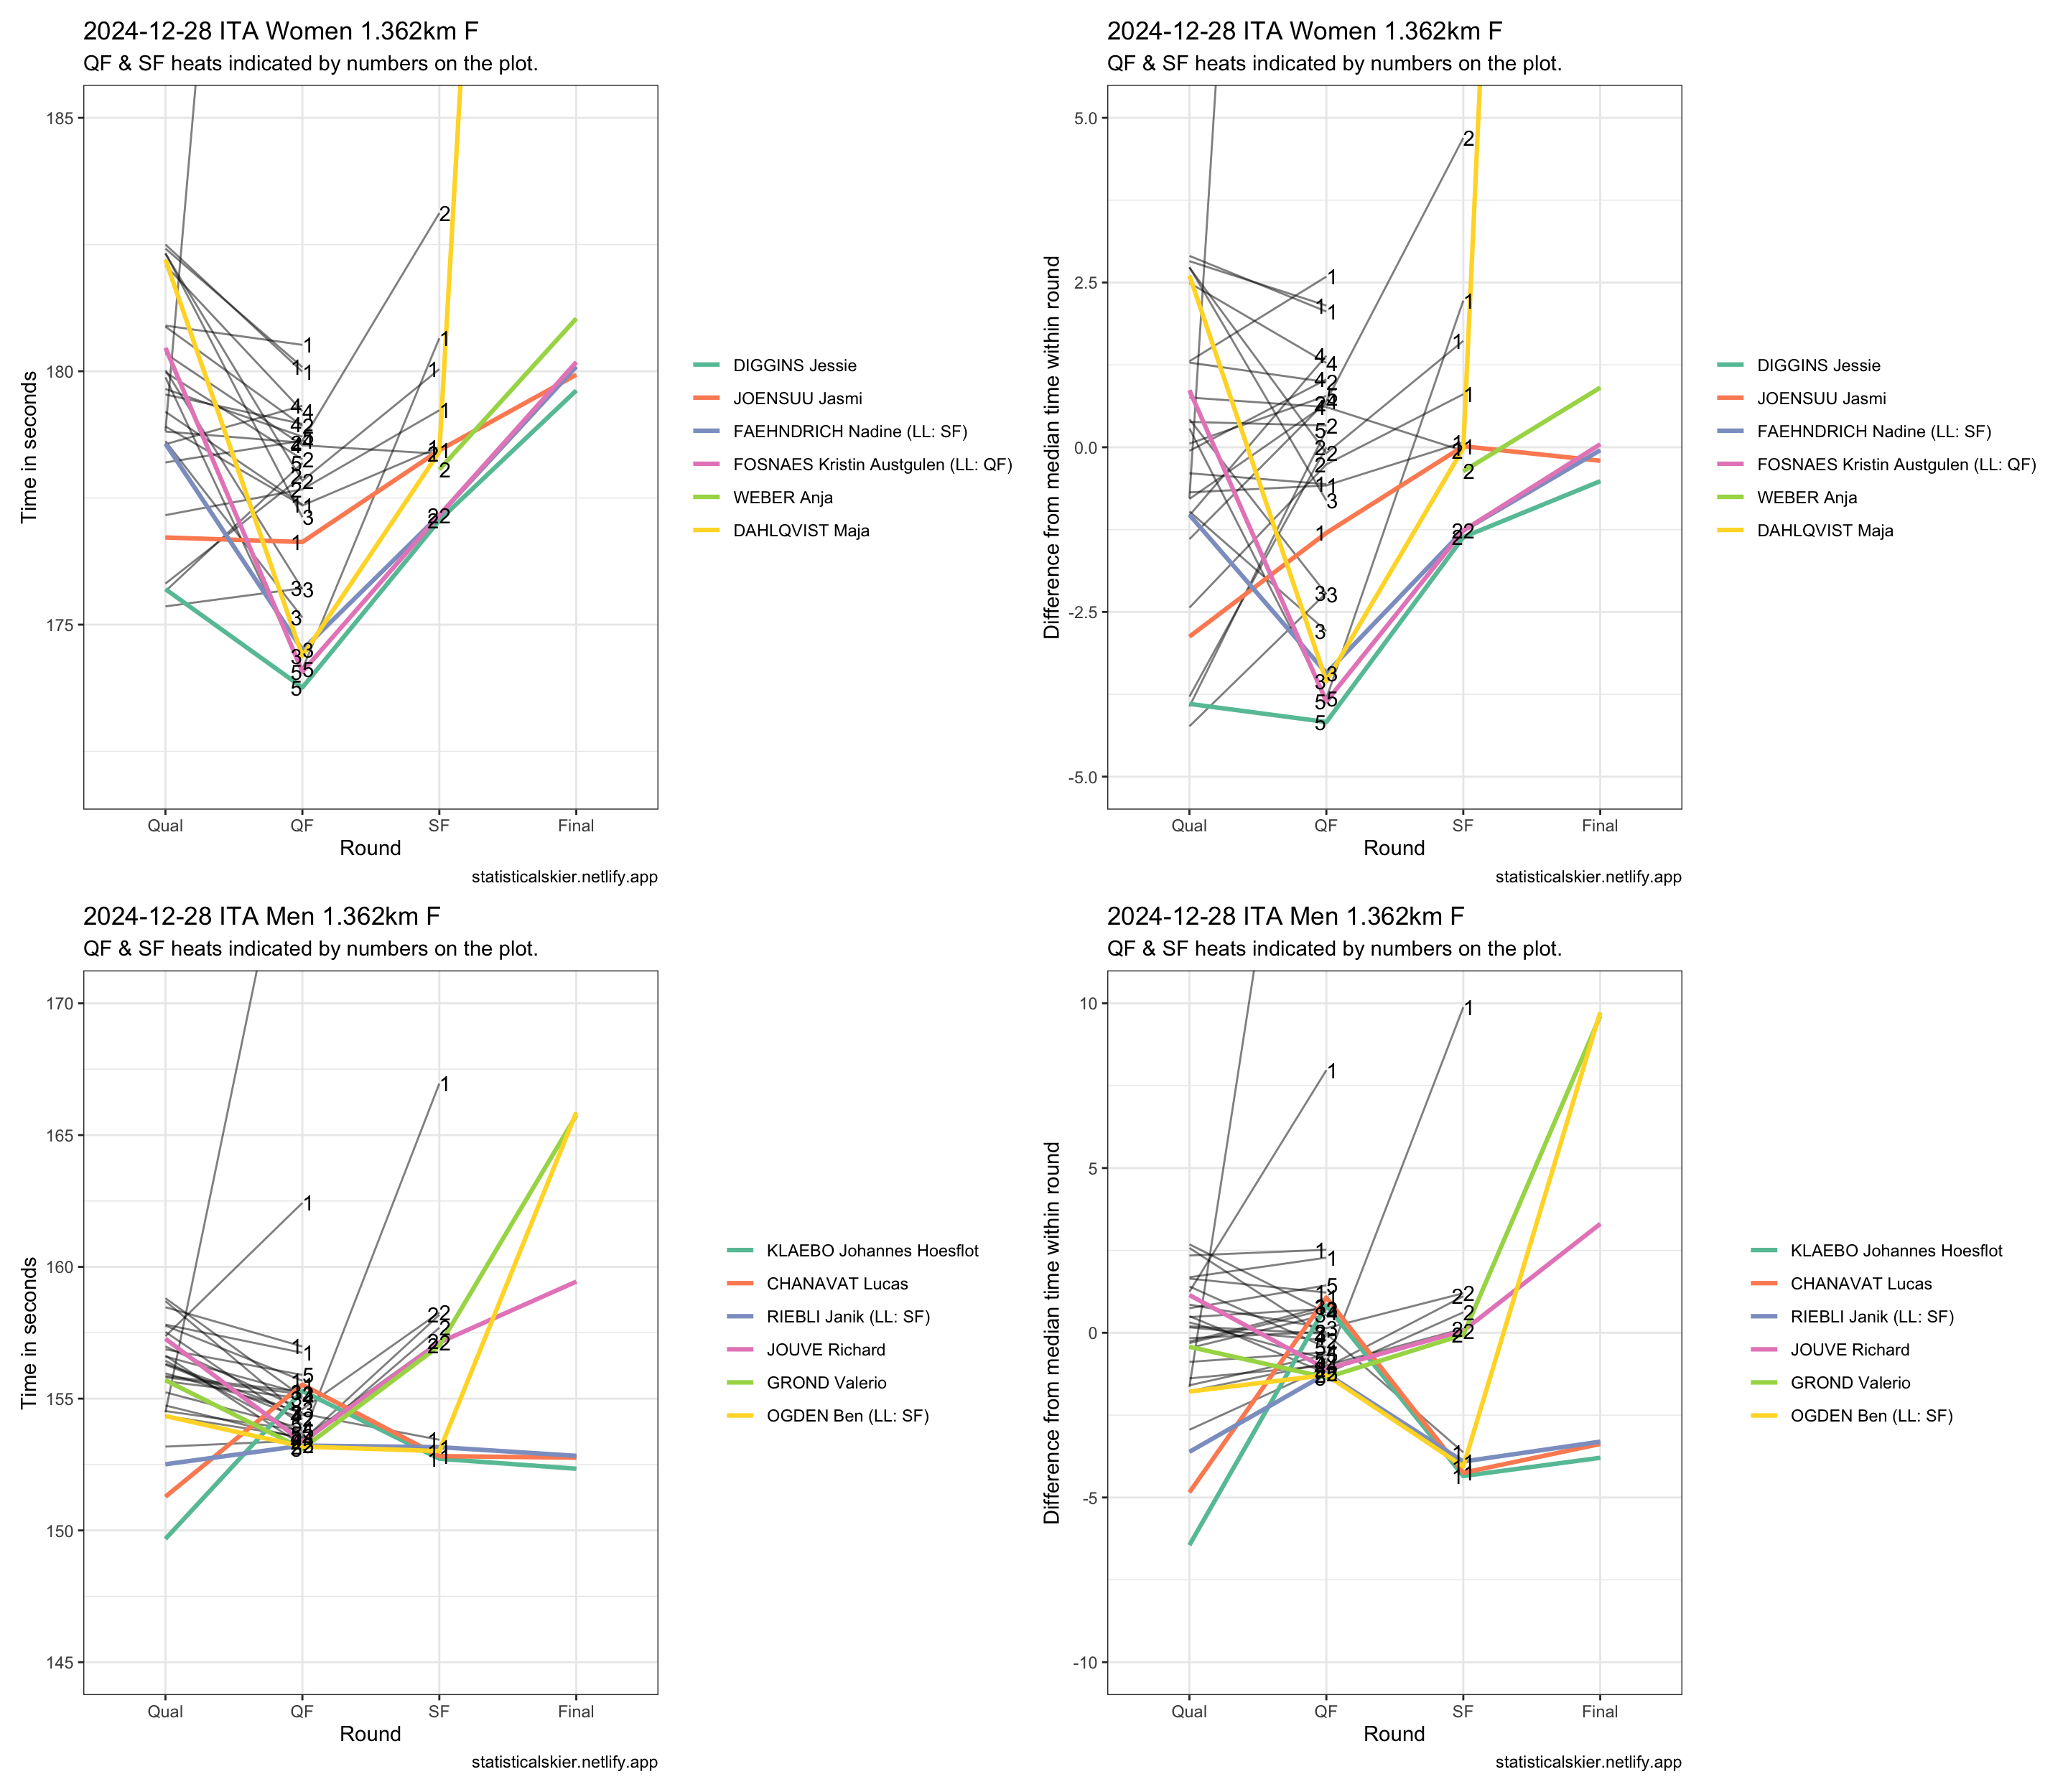 2024-12-28 ITA Women 1.362km F
QF & SF heats indicated by numbers on the plot.
Time in seconds
185
180
175
Qual QF SF Final
Round
DIGGINS Jessie
JOENSUU Jasmi
FAEHNDRICH Nadine (LL: SF)
FOSNAES Kristin Austgulen (LL: QF)
WEBER Anja
DAHLQVIST Maja
statisticalskier.netlify.app
2024-12-28 ITA Women 1.362km F
QF & SF heats indicated by numbers on the plot.
Difference from median time within round
5.0
2.5
0.0
-2.5
-5.0
Qual QF SF Final
Round
DIGGINS Jessie
JOENSUU Jasmi
FAEHNDRICH Nadine (LL: SF)
FOSNAES Kristin Austgulen (LL: QF)
WEBER Anja
DAHLQVIST Maja
statisticalskier.netlify.app
2024-12-28 ITA Men 1.362km F
QF & SF heats indicated by numbers on the plot.
Time in seconds
170
165
160
155
150
145
Qual QF SF Final
Round
KLAEBO Johannes Hoesflot
CHANAVAT Lucas
RIEBLI Janik (LL: SF)
JOUVE Richard
GROND Valerio
OGDEN Ben (LL: SF)
statisticalskier.netlify.app
2024-12-28 ITA Men 1.362km F
QF & SF heats indicated by numbers on the plot.
Difference from median time within round
10
5
0
-5
-10
Qual QF SF Final
Round
KLAEBO Johannes Hoesflot
CHANAVAT Lucas
RIEBLI Janik (LL: SF)
JOUVE Richard
GROND Valerio
OGDEN Ben (LL: SF)
statisticalskier.netlify.app